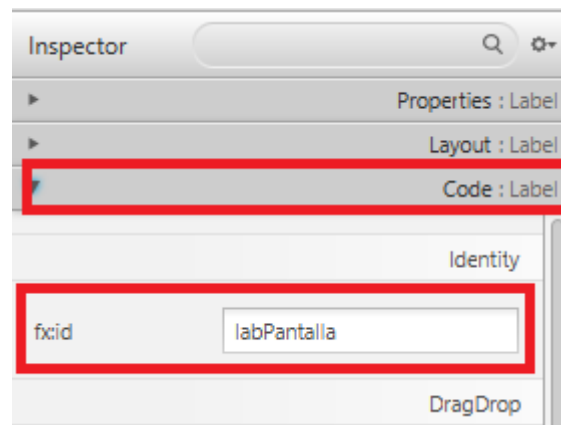 Inspector
Properties : Label
Layout : Label
Code : Label
Identity
fx:id labPantalla
DragDrop